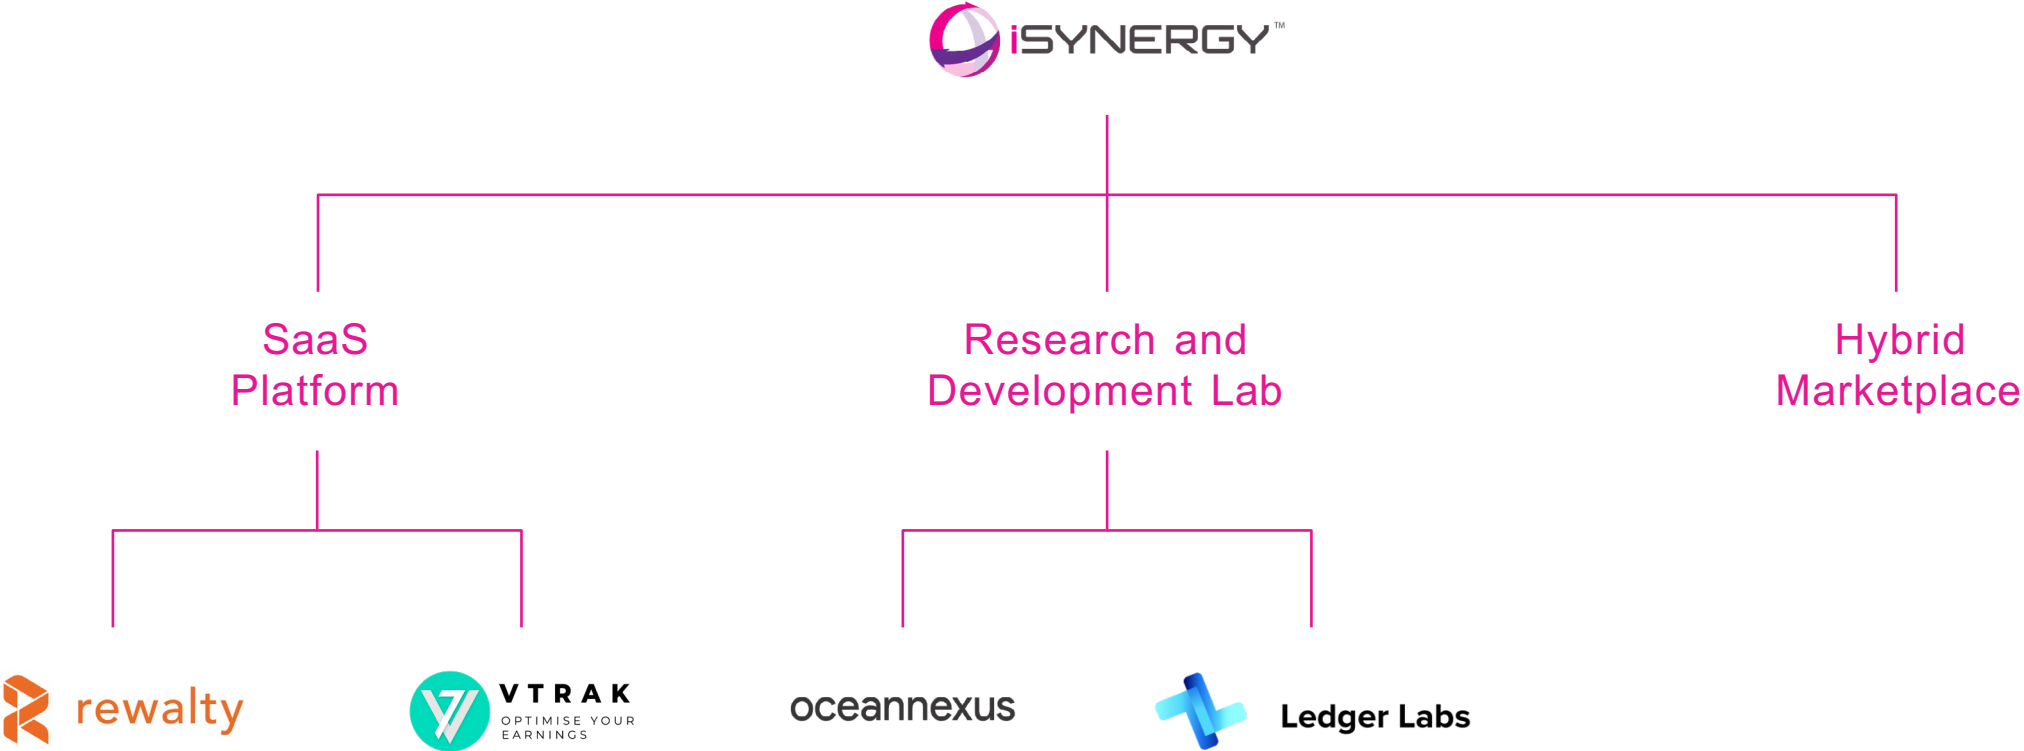 iSYNERGY™
SaaS
Platform
Research and
Development Lab
Hybrid
Marketplace
rewalty
VTRAK
OPTIMISE YOUR
EARNINGS
oceannexus
Ledger Labs